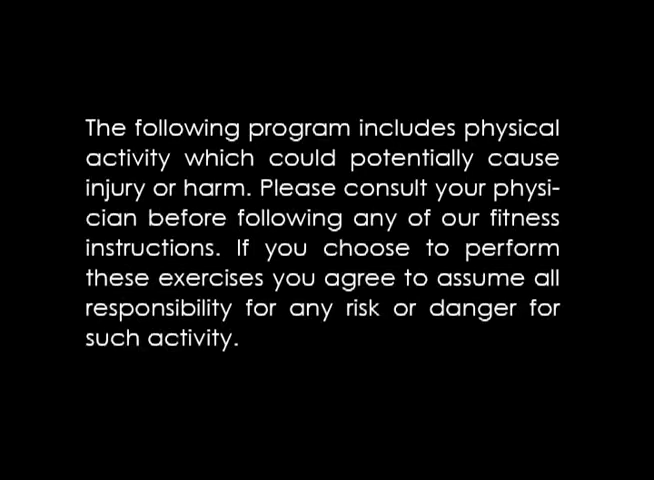 The following program includes physical
activity which could potentially cause
injury or harm. Please consult your physi-
cian before following any of our fitness
instructions. If you choose to perform
these exercises you agree to assume all
responsibility for any risk or danger for
such activity.